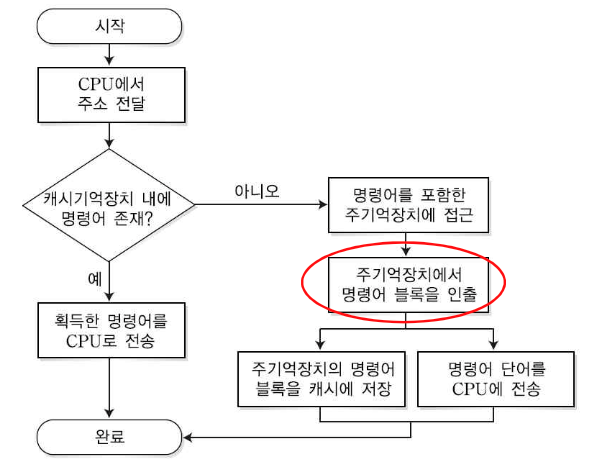 시작
CPU에서
주소 전달
캐시기억장치 내에
명령어 존재?
아니오
예
명령어를 포함한
주기억장치에 접근
주기억장치에서
명령어 블록을 인출
획득한 명령어를
CPU로 전송
주기억장치의 명령어
블록을 캐시에 저장
명령어 단어를
CPU에 전송
완료